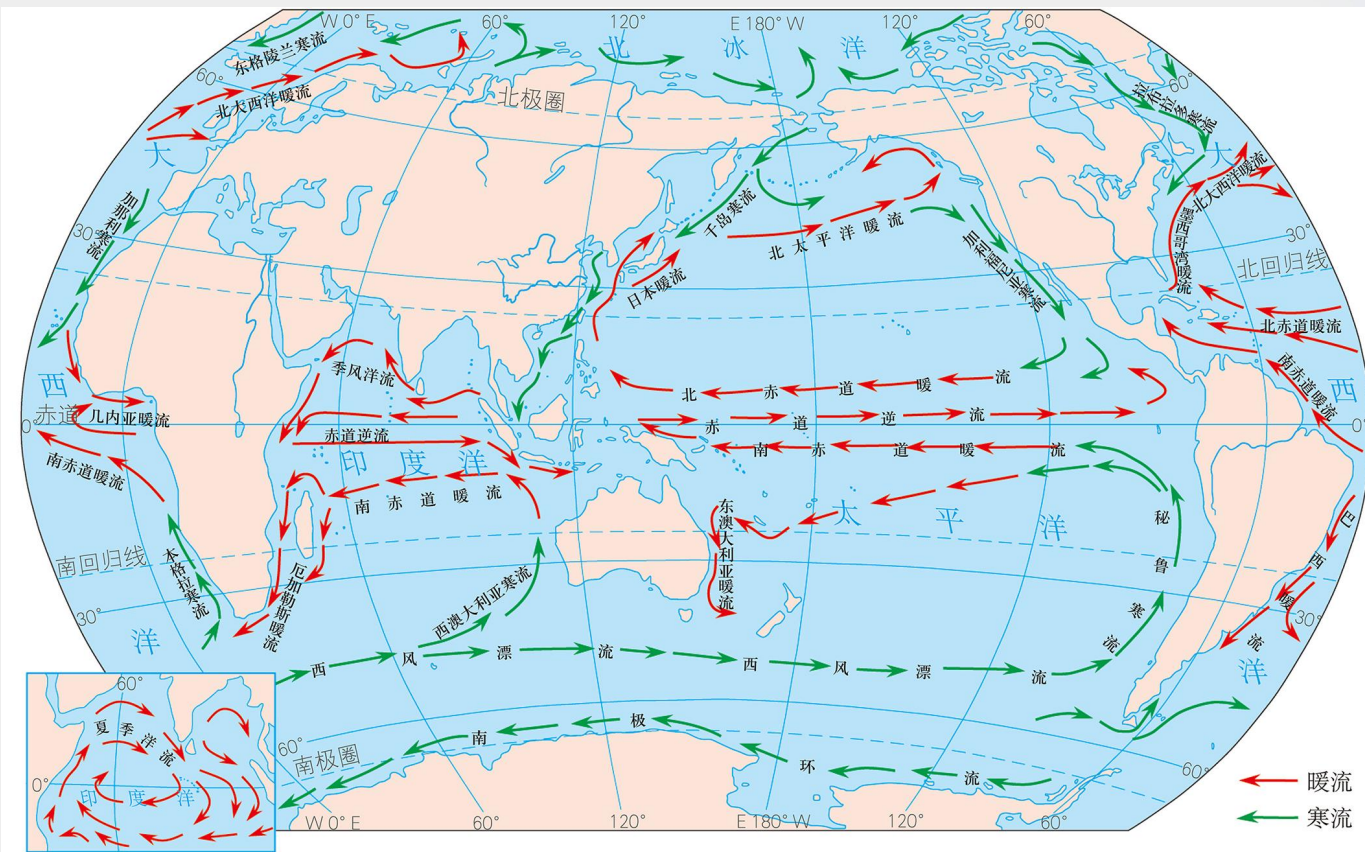 W 0° E
60°
120°
E 180° W
120°
60°
东格陵兰寒流
北冰洋
60°
北大西洋暖流
北极圈
拉布拉多寒流
60°
大
大
北大西洋暖流
加那利寒流
千岛寒流
北太平洋暖流
墨西哥湾暖流
30°
30°
日本暖流
加利福尼亚寒流
北回归线
北赤道暖流
季风洋流
北赤道暖流
南赤道暖流
西
西
赤道
几内亚暖流
赤道逆流
赤道逆流
0°
0°
南赤道暖流
印度洋
南赤道暖流
南赤道暖流
东澳大利亚暖流
太平洋
秘鲁寒流
巴西暖流
南回归线
本格拉寒流
厄加勒斯暖流
西澳大利亚寒流
30°
30°
洋
洋
西风漂流
西风漂流
60°
夏季洋流
0°
印度洋
南极环流
60°
南极圈
60°
W 0° E
60°
120°
E 180° W
120°
60°
暖流
寒流